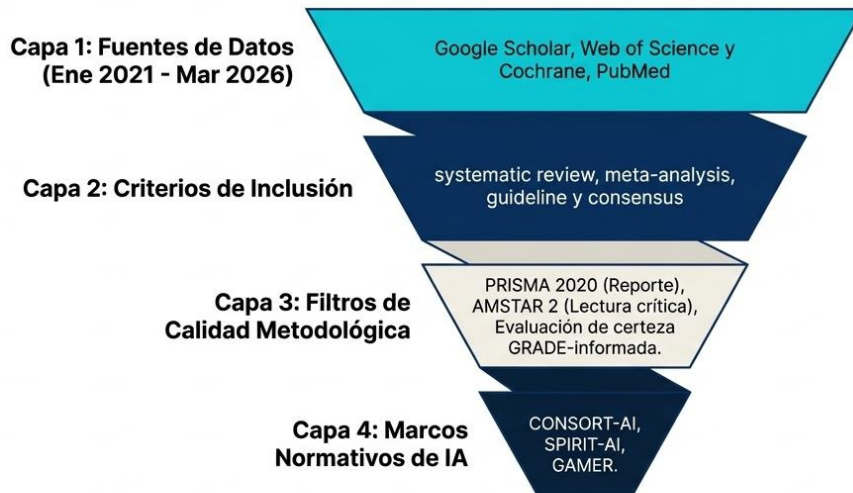 Capa 1: Fuentes de Datos
(Ene 2021 - Mar 2026)
Google Scholar, Web of Science y
Cochrane, PubMed
Capa 2: Criterios de Inclusión
systematic review, meta-analysis,
guideline y consensus
Capa 3: Filtros de
Calidad Metodológica
PRISMA 2020 (Reporte),
AMSTAR 2 (Lectura crítica),
Evaluación de certeza
GRADE-informada.
Capa 4: Marcos
Normativos de IA
CONSORT-AI,
SPIRIT-AI,
GAMER.